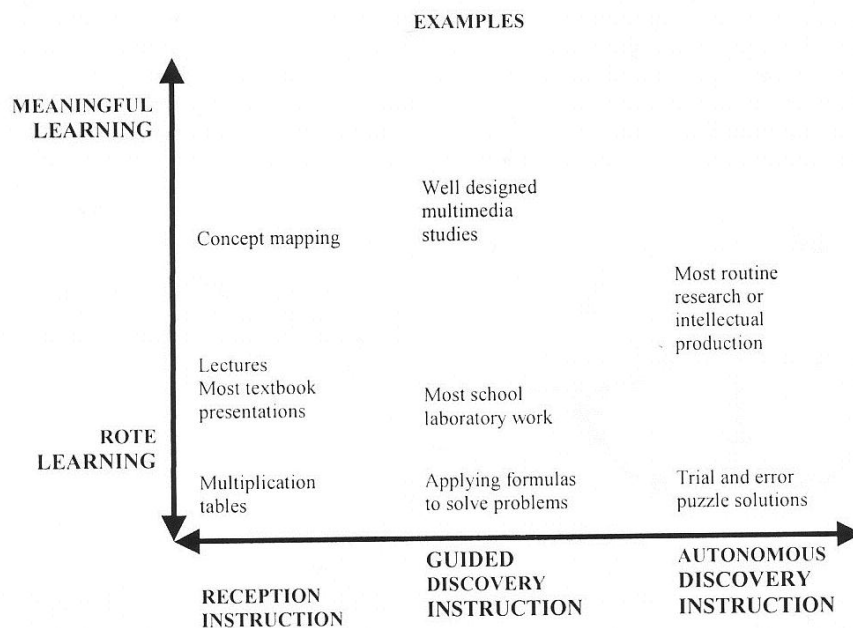 EXAMPLES
MEANINGFUL
LEARNING
Well designed
multimedia
studies
Concept mapping
Most routine
research or
intellectual
production
Lectures
Most textbook
presentations
Most school
laboratory work
ROTE
LEARNING
Multiplication
tables
Applying formulas
to solve problems
Trial and error
puzzle solutions
RECEPTION
INSTRUCTION
GUIDED
DISCOVERY
INSTRUCTION
AUTONOMOUS
DISCOVERY
INSTRUCTION